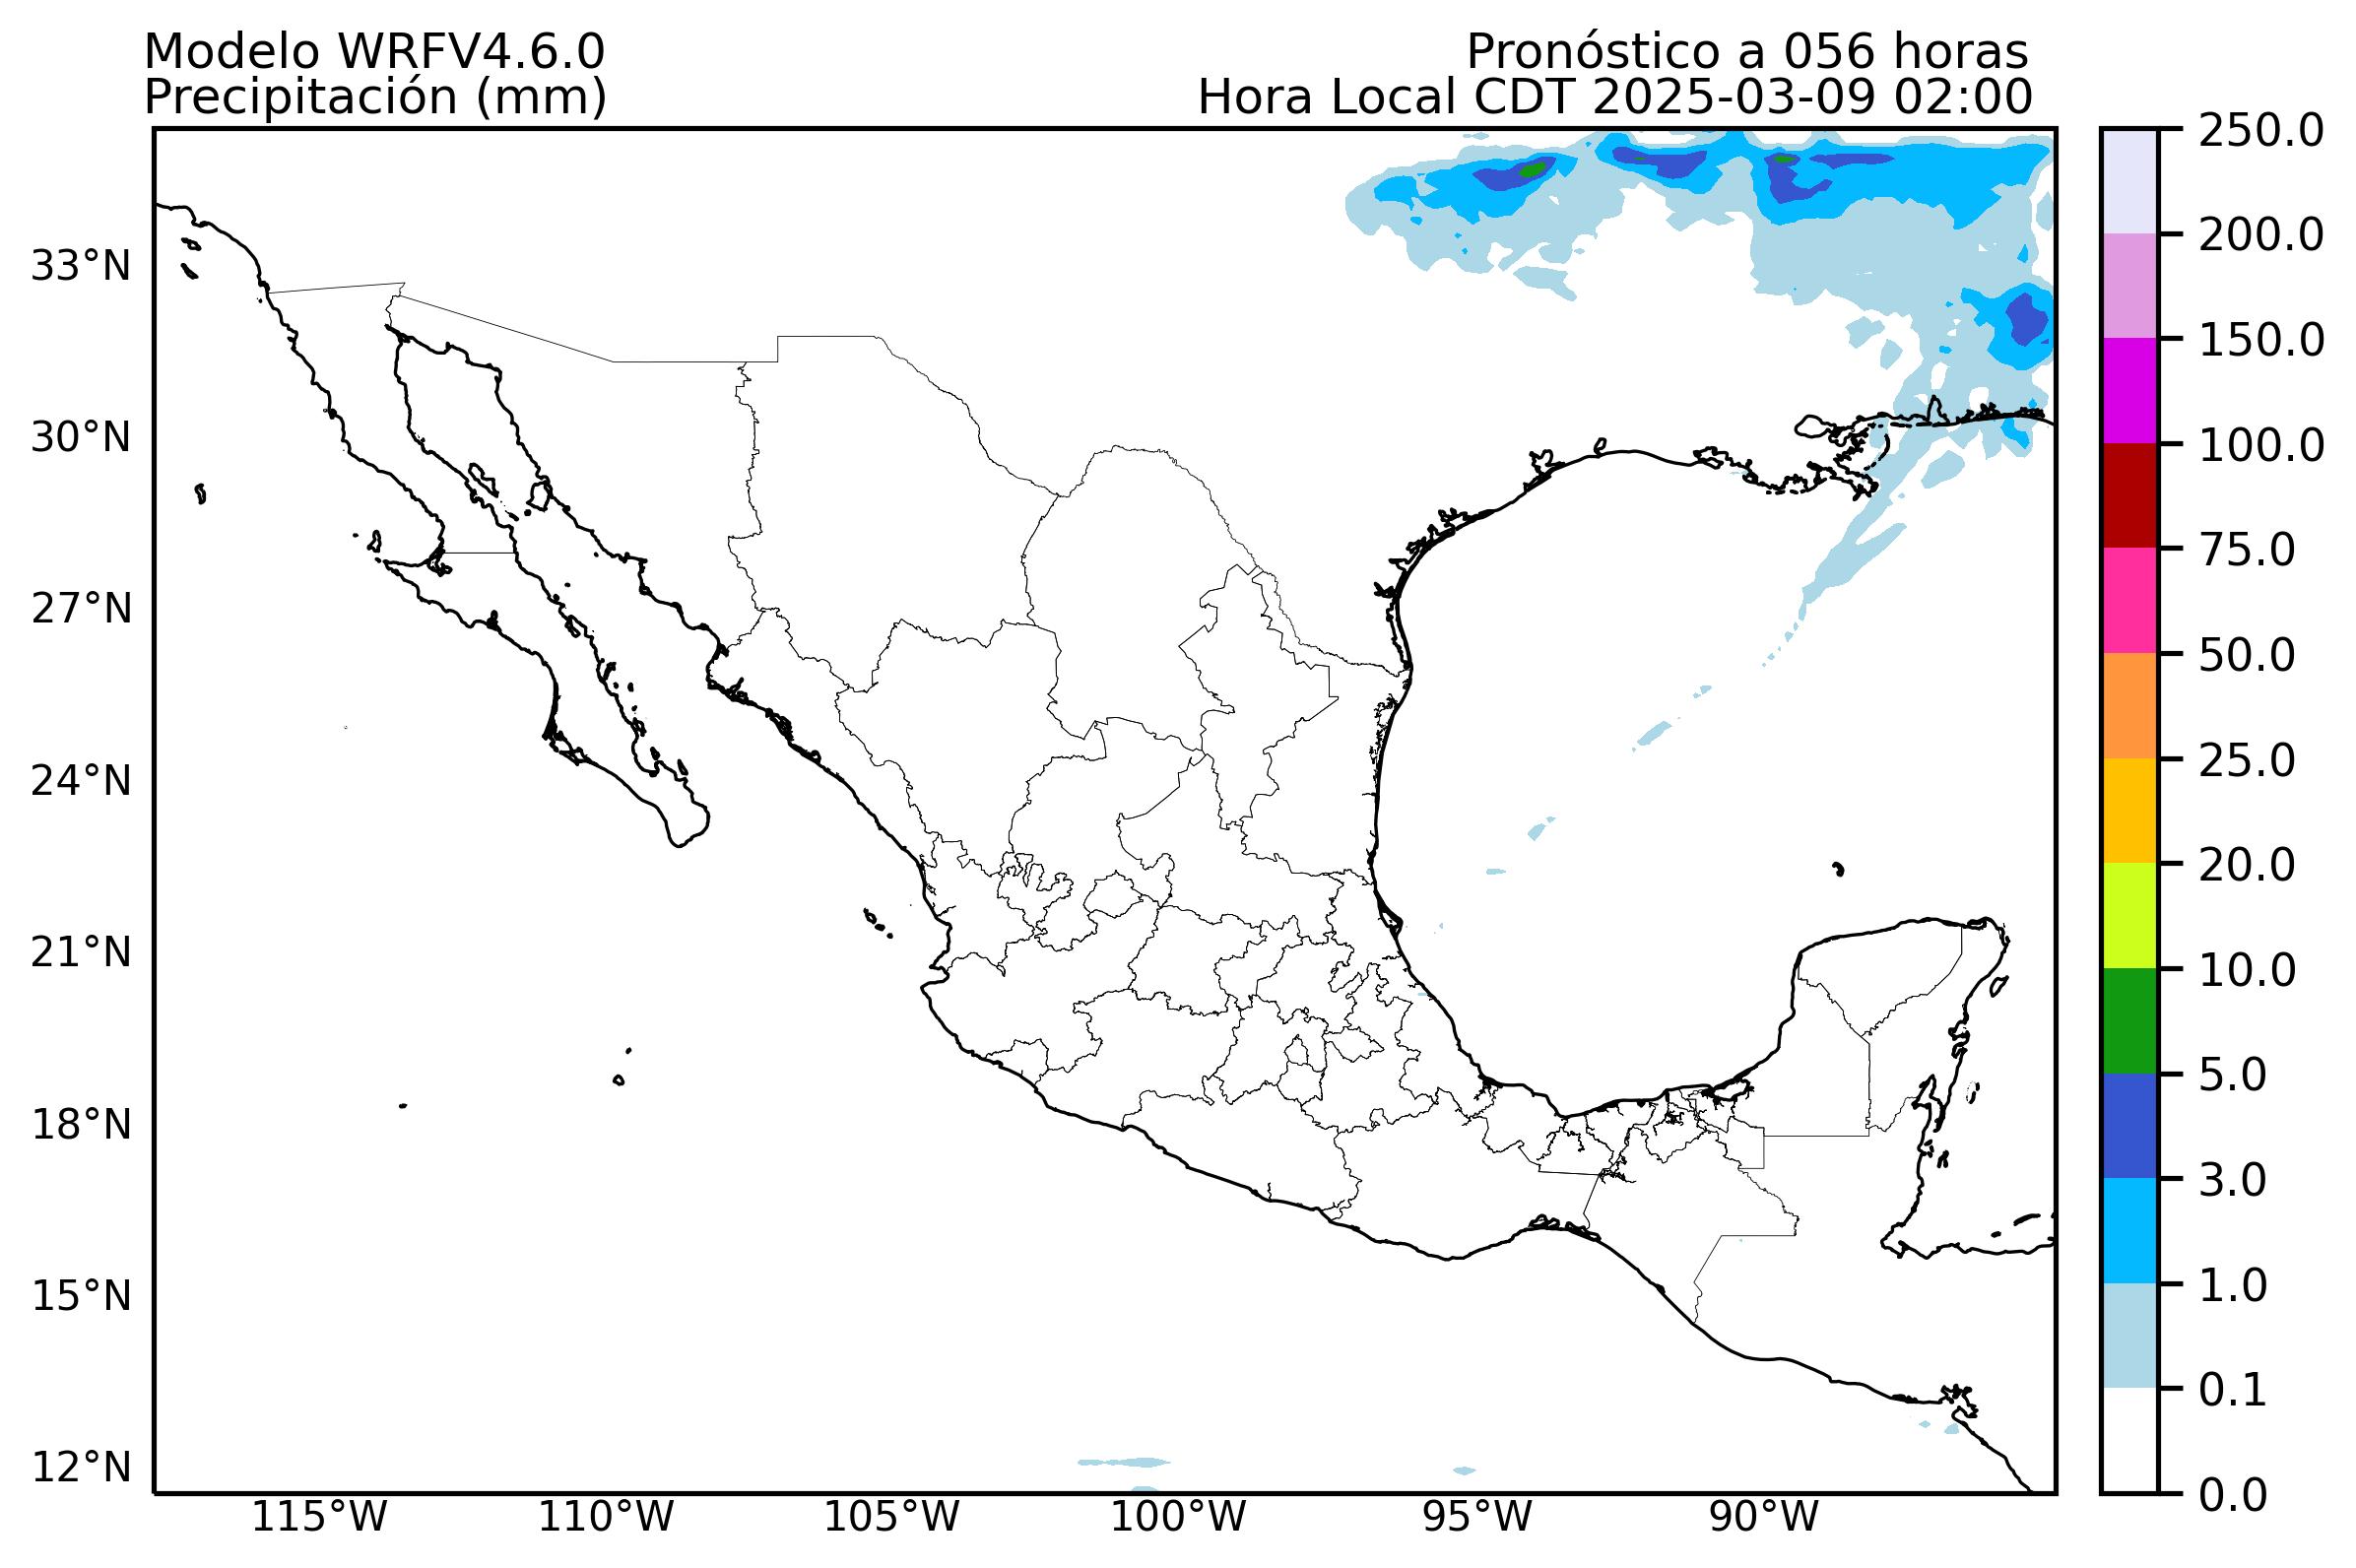 Modelo WRFV4.6.0
Precipitación (mm)
Pronóstico a 056 horas
Hora Local CDT 2025-03-09 02:00
33°N
30°N
27°N
24°N
21°N
18°N
15°N
12°N
115°W
110°W
105°W
100°W
95°W
90°W
250.0
200.0
150.0
100.0
75.0
50.0
25.0
20.0
10.0
5.0
3.0
1.0
0.1
0.0